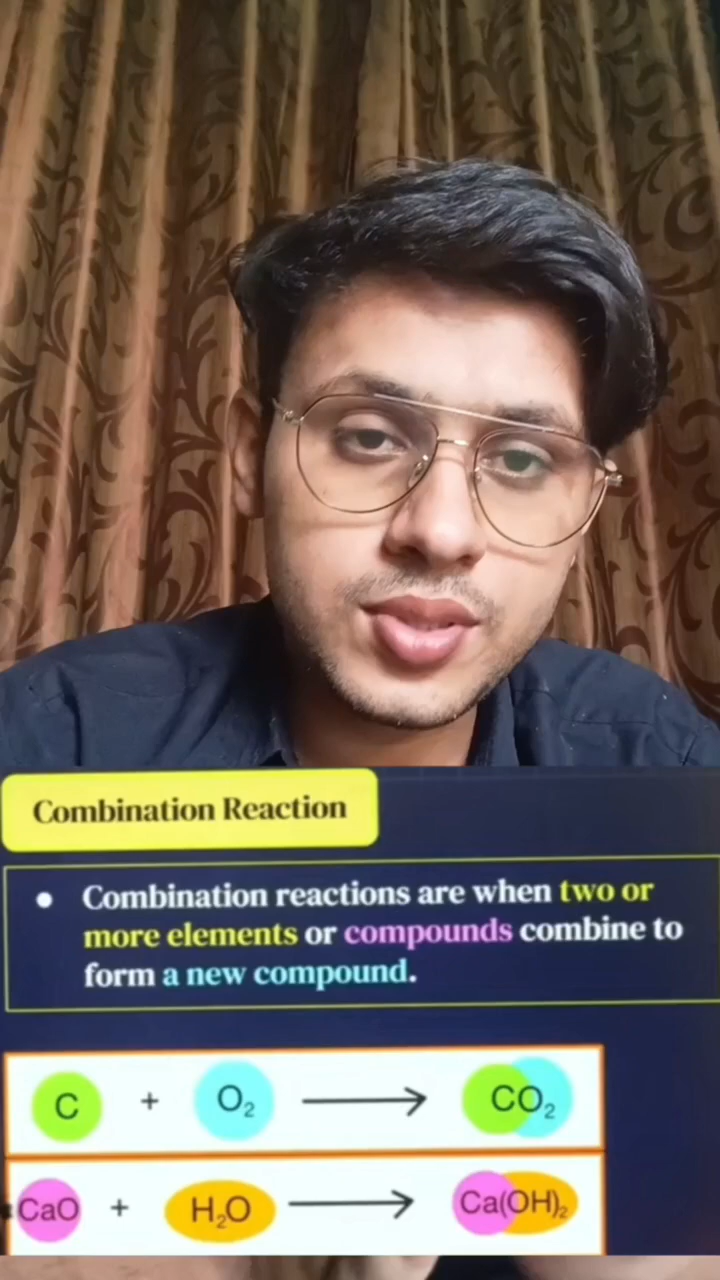 Combination Reaction
• Combination reactions are when two or
more elements or compounds combine to
form a new compound.
C + O₂ → CO₂
CaO + H₂O → Ca(OH)₂